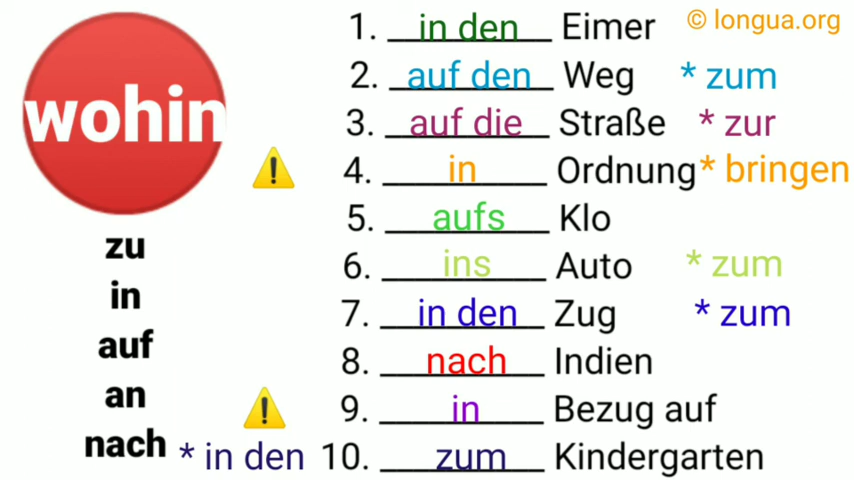 © longua.org
wohin
zu
in
auf
an
nach
1. in den Eimer
2. auf den Weg * zum
3. auf die Straße * zur
4. in Ordnung * bringen
5. aufs Klo
6. ins Auto * zum
7. in den Zug * zum
8. nach Indien
9. in Bezug auf
* in den 10. zum Kindergarten